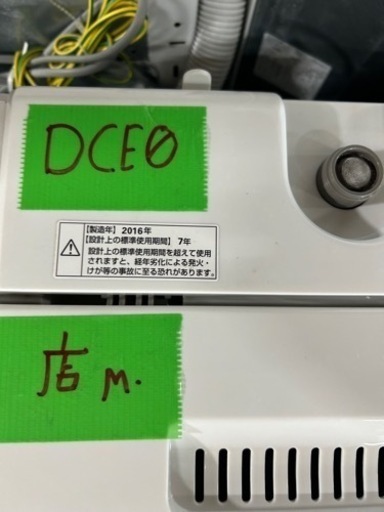 DCE0
【製造年】2016年
【設計上の標準使用期間】7年
設計上の標準使用期間を超えて使用
されますと、経年劣化による発火・
けが等の事故に至る恐れがあります。
店 m.